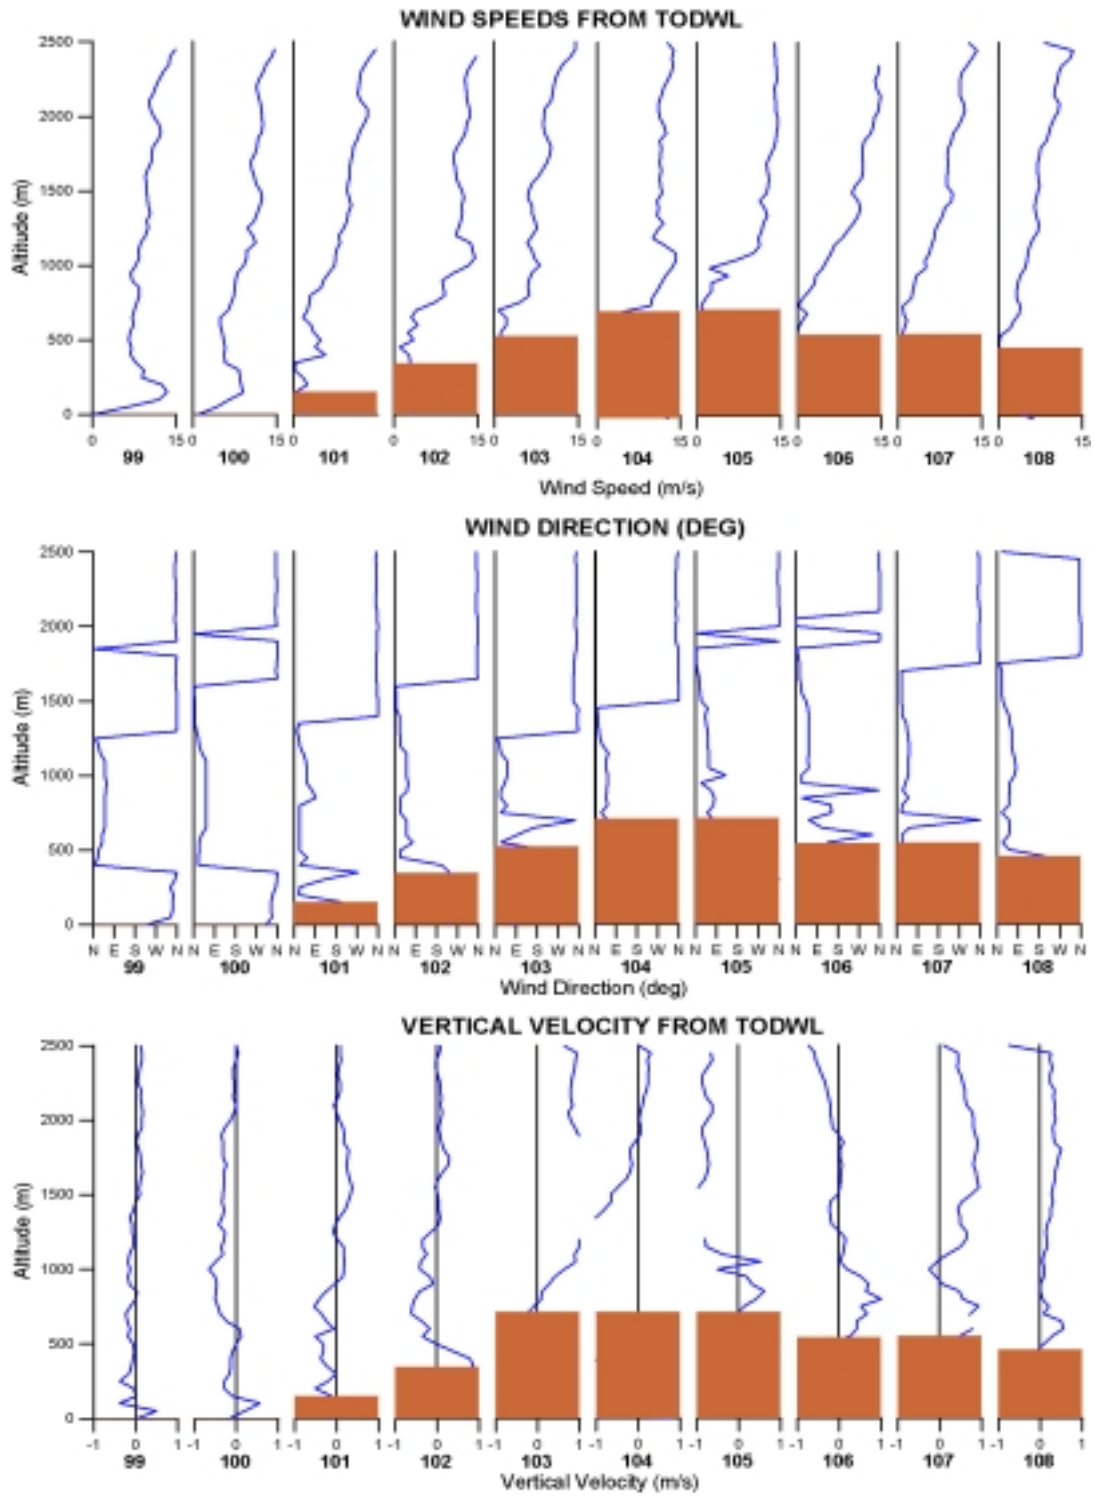 WIND SPEEDS FROM TODWL
2500
2000
1500
1000
500
0
Altitude (m)
0 15 0 15 0 0 15 0 15 0 15 0 15 0 15 0 15 0 15
99 100 101 102 103 104 105 106 107 108
Wind Speed (m/s)
WIND DIRECTION (DEG)
2500
2000
1500
1000
500
0
Altitude (m)
N E S W N E S W N N E S W N N E S W N N E S W N N E S W N N E S W N N E S W N N E S W N N E S W N
99 100 101 102 103 104 105 106 107 108
Wind Direction (deg)
VERTICAL VELOCITY FROM TODWL
2500
2000
1500
1000
500
0
Altitude (m)
-1 0 1 -1 0 1 -1 0 1 -1 0 1 -1 0 1 -1 0 1 -1 0 1 -1 0 1 -1 0 1 -1 0 1
99 100 101 102 103 104 105 106 107 108
Vertical Velocity (m/s)